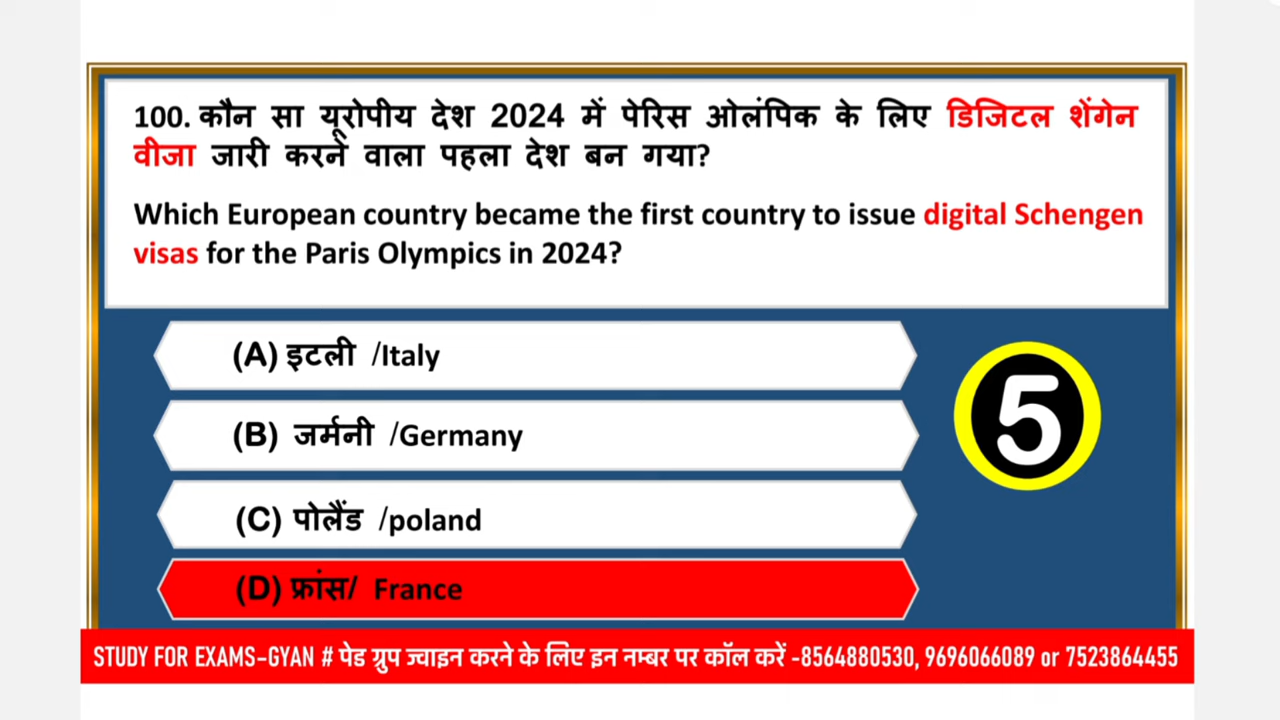 100. कौन सा यूरोपीय देश 2024 में पेरिस ओलंपिक के लिए डिजिटल शेंगेन
वीजा जारी करने वाला पहला देश बन गया?
Which European country became the first country to issue digital Schengen
visas for the Paris Olympics in 2024?
(A) इटली /Italy
(B) जर्मनी /Germany
5
(C) पोलैंड /poland
(D) फ्रांस/ France
STUDY FOR EXAMS-GYAN # पेड ग्रुप ज्वाइन करने के लिए इन नम्बर पर कॉल करें -8564880530, 9696066089 or 7523864455